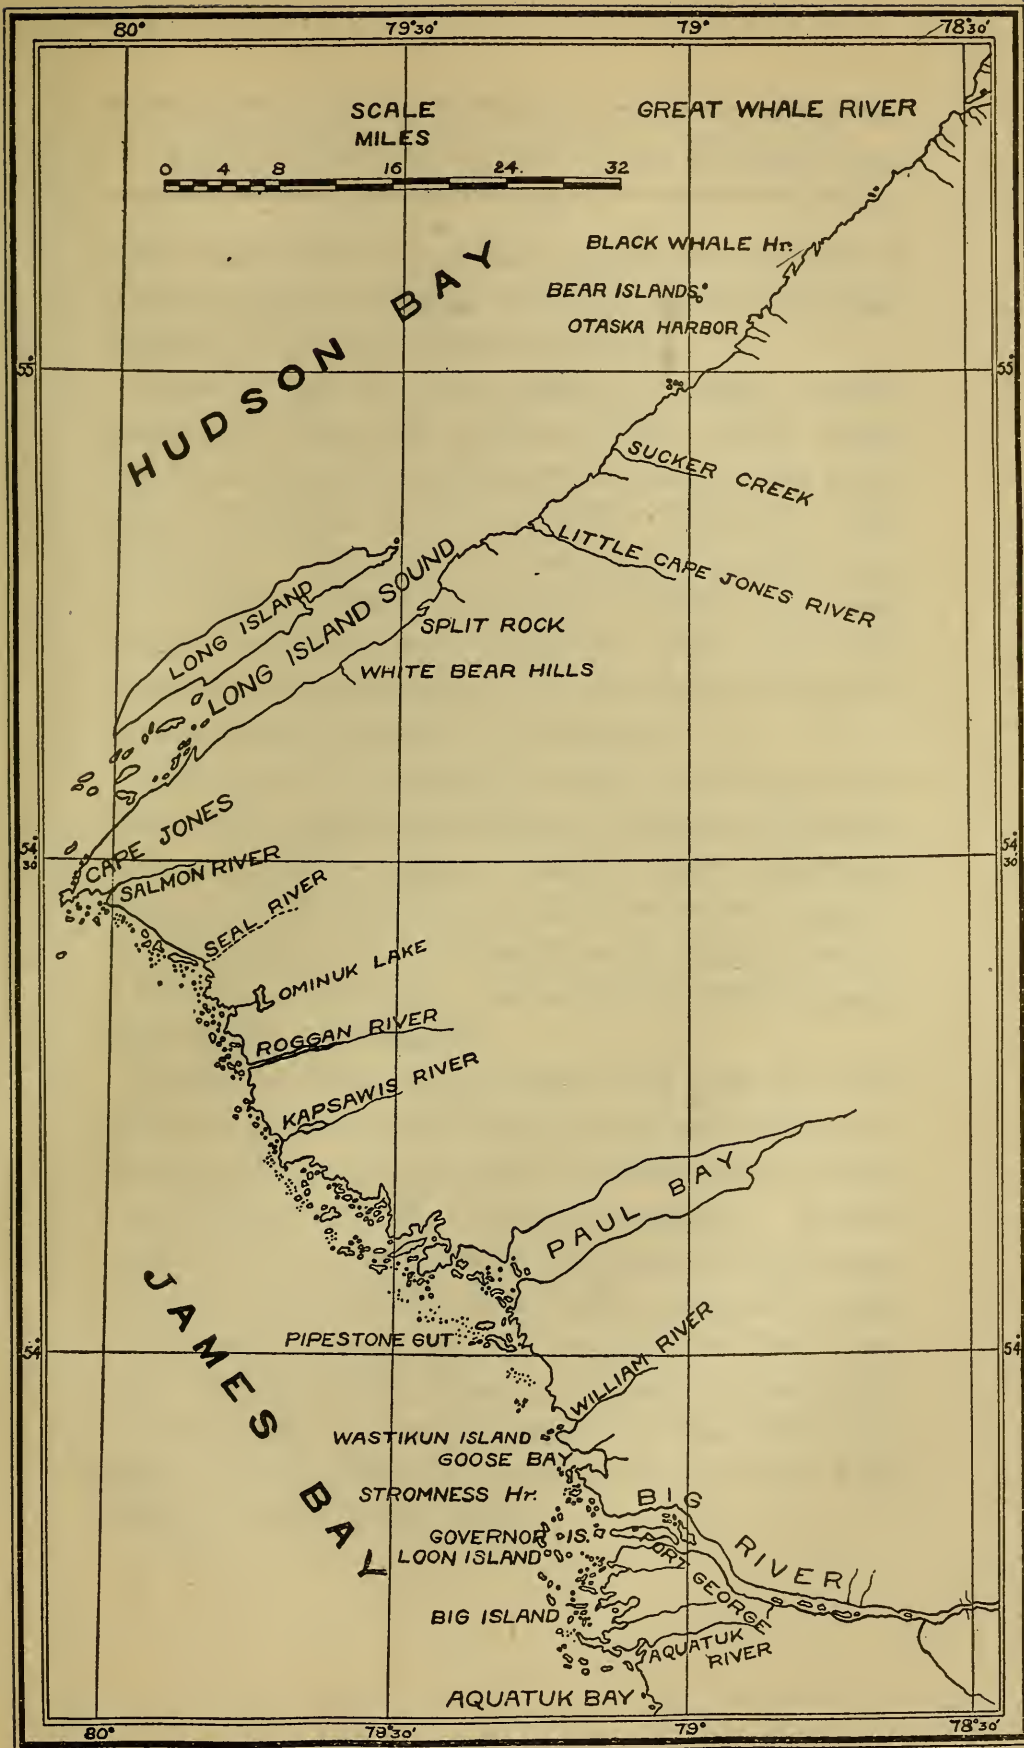 80° 79°30' 79° 78°30'
SCALE
MILES
0 4 8 16 24. 32
GREAT WHALE RIVER
HUDSON BAY
BLACK WHALE Hr.
BEAR ISLANDS.
OTASKA HARBOR
55° 55°
SUCKER CREEK
LITTLE CAPE JONES RIVER
LONG ISLAND
LONG ISLAND SOUND
SPLIT ROCK
WHITE BEAR HILLS
CAPE JONES
54° 30' 54° 30'
SALMON RIVER
SEAL RIVER
OMINUK LAKE
ROGGAN RIVER
KAPSAWIS RIVER
PAUL BAY
JAMES BAY
PIPESTONE GUT
54° 54°
WILLIAM RIVER
WASTIKUN ISLAND
GOOSE BAY
STROMNESS Hr.
BIG RIVER
GOVERNOR IS.
LOON ISLAND
FORT GEORGE
BIG ISLAND
AQUATUK
RIVER
AQUATUK BAY
80° 79°30' 79° 78°30'